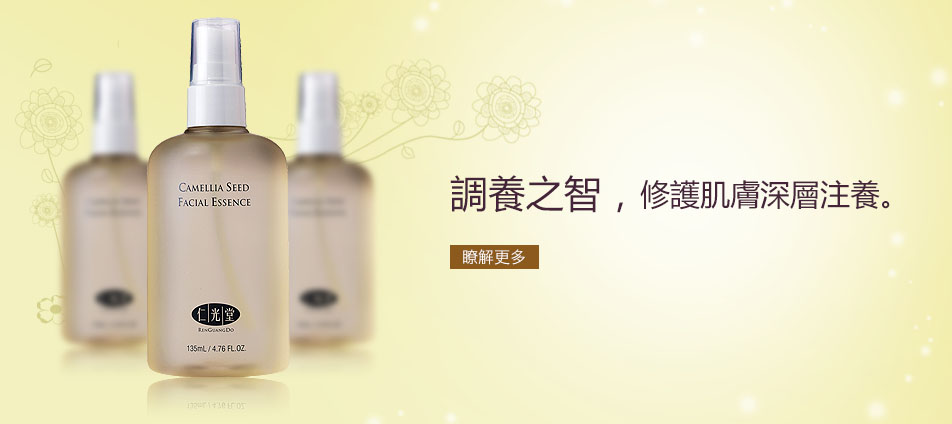 CAMELLIA SEED
FACIAL ESSENCE
仁光堂
RENGUANGDO
135mL / 4.76 FL.OZ.
調養之智，修護肌膚深層注養。
瞭解更多